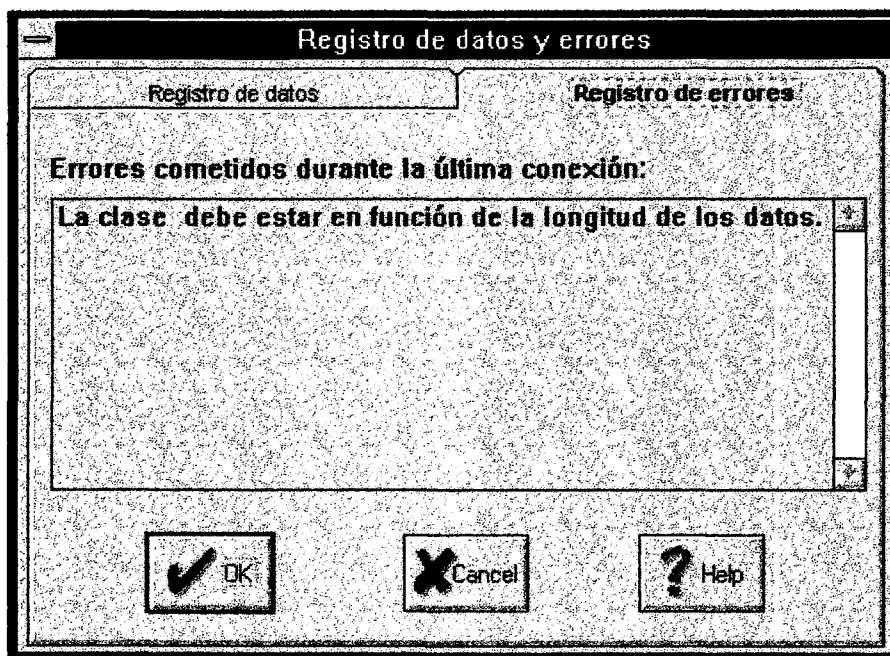 Registro de datos y errores
Registro de datos
Registro de errores
Errores cometidos durante la última conexión:
La clase debe estar en función de la longitud de los datos.
OK
Cancel
Help